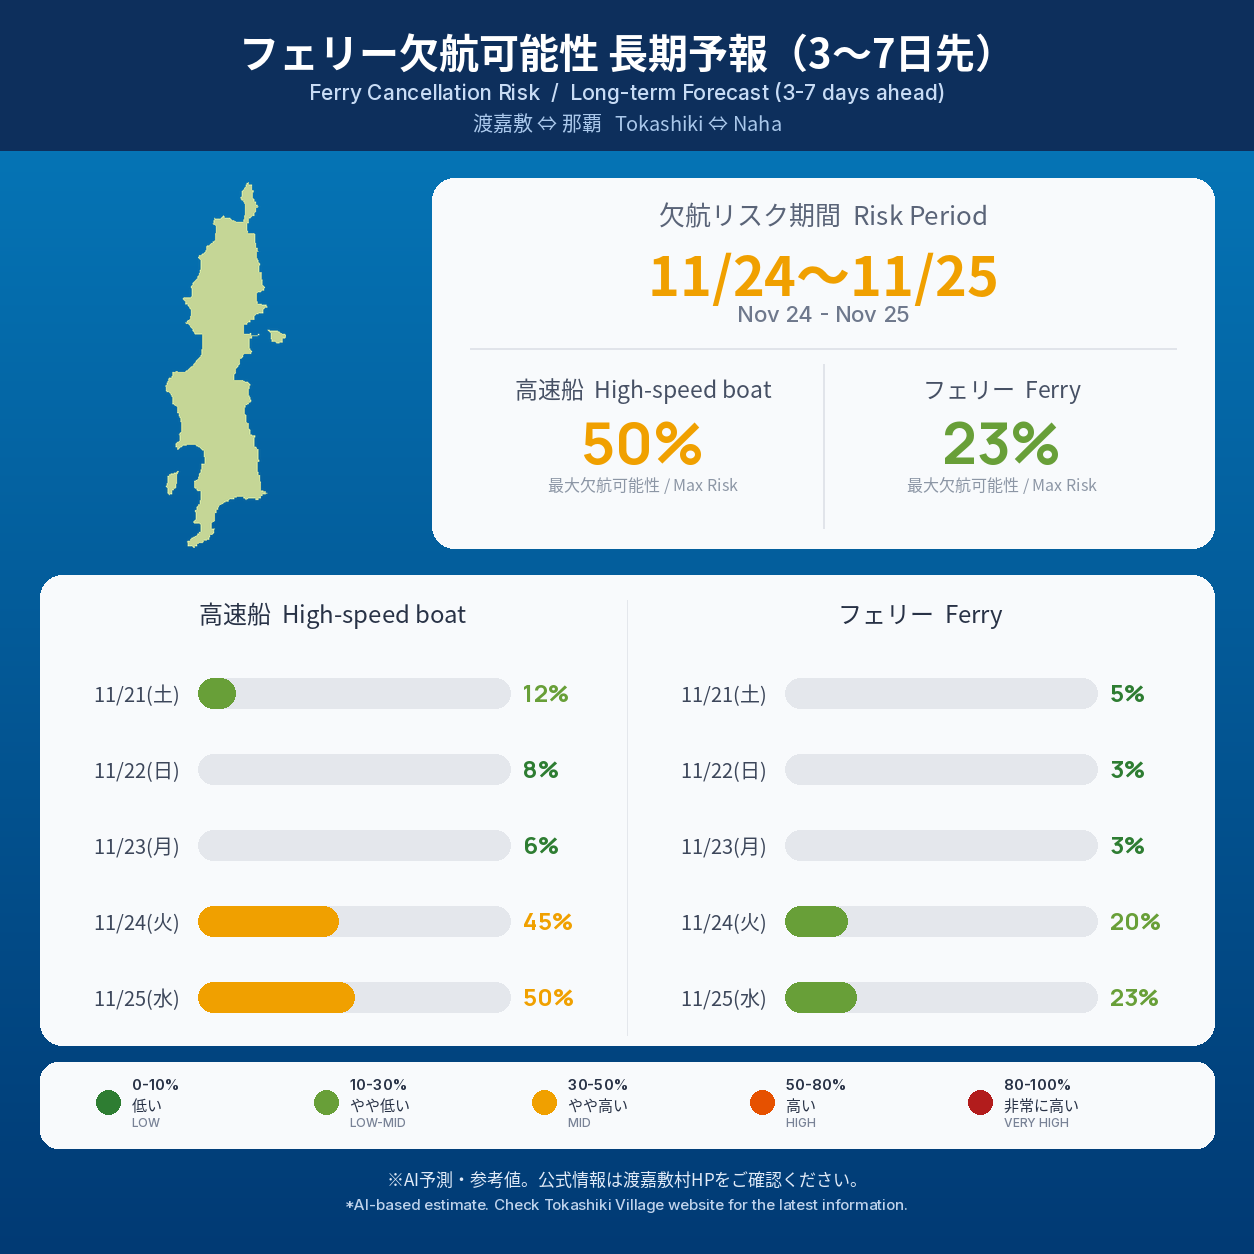 フェリー欠航可能性 長期予報（3〜7日先）
Ferry Cancellation Risk / Long-term Forecast (3-7 days ahead)
渡嘉敷 ⇔ 那覇 Tokashiki ⇔ Naha
欠航リスク期間 Risk Period
11/24〜11/25
Nov 24 - Nov 25
高速船 High-speed boat
50%
最大欠航可能性 / Max Risk
フェリー Ferry
23%
最大欠航可能性 / Max Risk
高速船 High-speed boat
11/21(土) 12%
11/22(日) 8%
11/23(月) 6%
11/24(火) 45%
11/25(水) 50%
フェリー Ferry
11/21(土) 5%
11/22(日) 3%
11/23(月) 3%
11/24(火) 20%
11/25(水) 23%
0-10%
低い
LOW
10-30%
やや低い
LOW-MID
30-50%
やや高い
MID
50-80%
高い
HIGH
80-100%
非常に高い
VERY HIGH
※AI予測・参考値。公式情報は渡嘉敷村HPをご確認ください。
*AI-based estimate. Check Tokashiki Village website for the latest information.